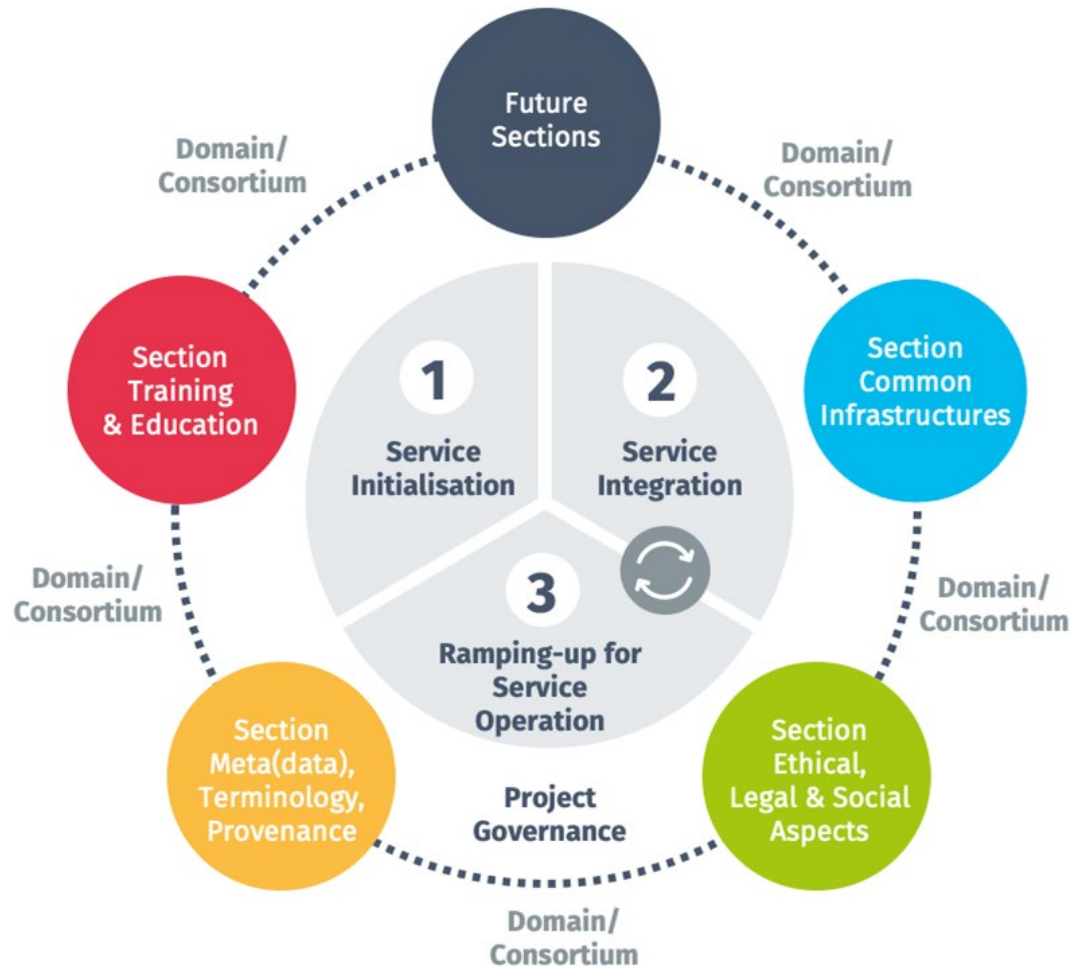 Future
Sections
Domain/
Consortium
Domain/
Consortium
Section
Training
& Education
Section
Common
Infrastructures
1
Service
Initialisation
2
Service
Integration
3
Ramping-up for
Service
Operation
Domain/
Consortium
Domain/
Consortium
Section
Meta(data),
Terminology,
Provenance
Project
Governance
Section
Ethical,
Legal & Social
Aspects
Domain/
Consortium